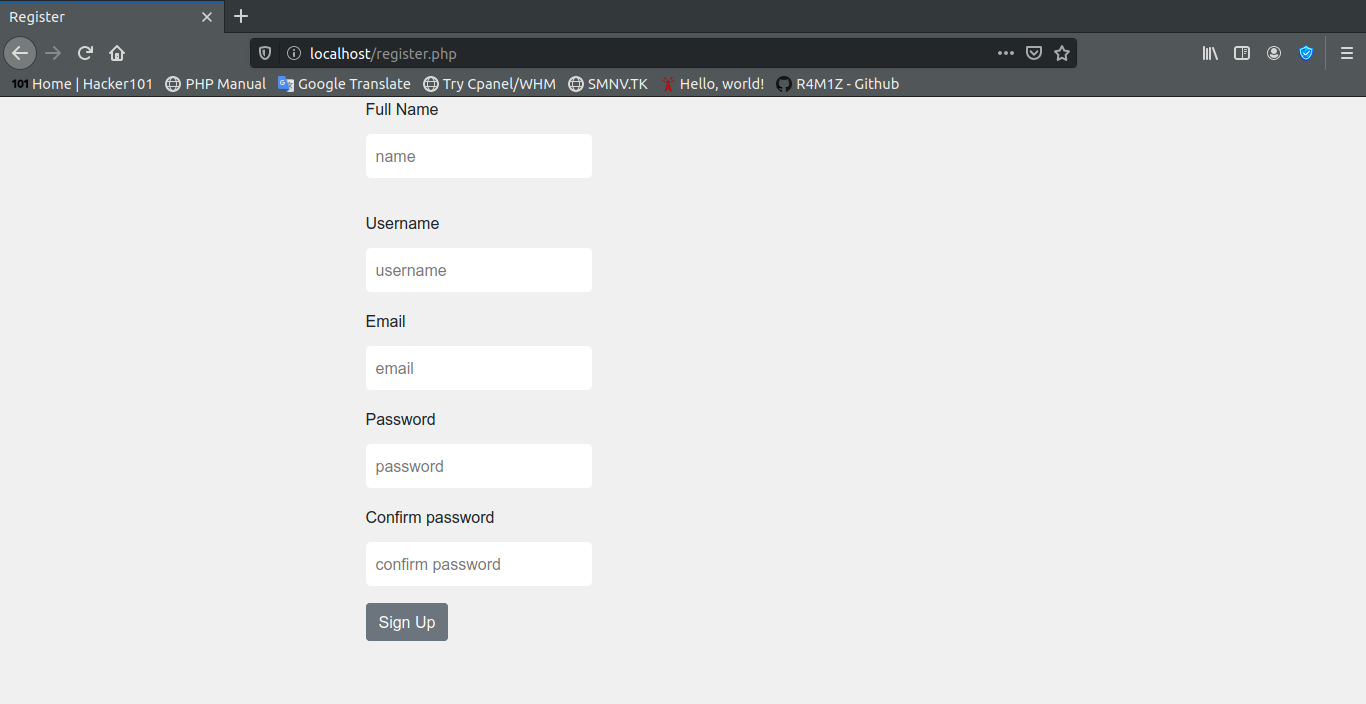 Register
localhost/register.php
101 Home | Hacker101 PHP Manual Google Translate Try Cpanel/WHM SMNV.TK Hello, world! R4M1Z - Github
Full Name
name
Username
username
Email
email
Password
password
Confirm password
confirm password
Sign Up